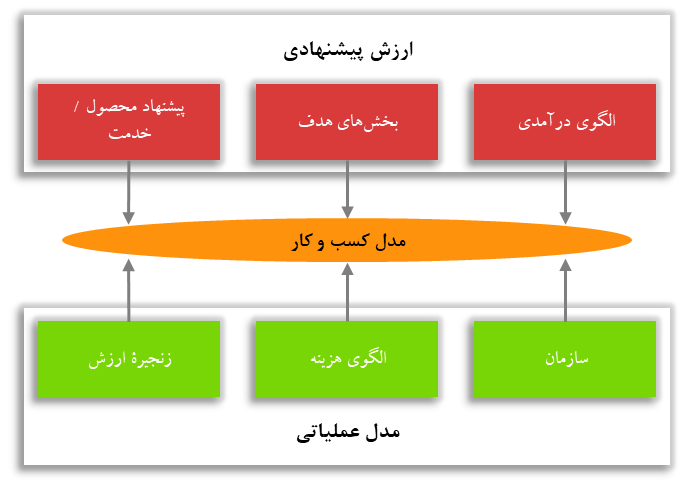 ارزش پیشنهادی
الگوی درآمدی
بخش‌های هدف
پیشنهاد محصول /
خدمت
مدل کسب و کار
سازمان
الگوی هزینه
زنجیرۀ ارزش
مدل عملیاتی